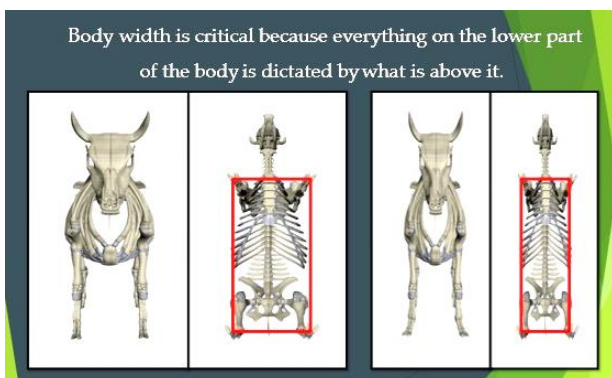 Body width is critical because everything on the lower part
of the body is dictated by what is above it.